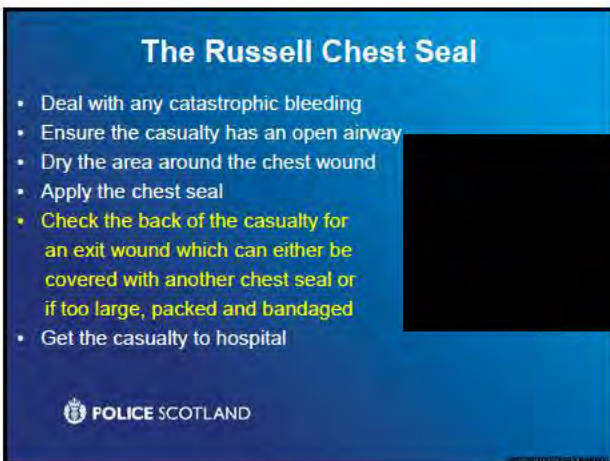 The Russell Chest Seal
• Deal with any catastrophic bleeding
• Ensure the casualty has an open airway
• Dry the area around the chest wound
• Apply the chest seal
• Check the back of the casualty for
an exit wound which can either be
covered with another chest seal or
if too large, packed and bandaged
• Get the casualty to hospital
POLICE SCOTLAND